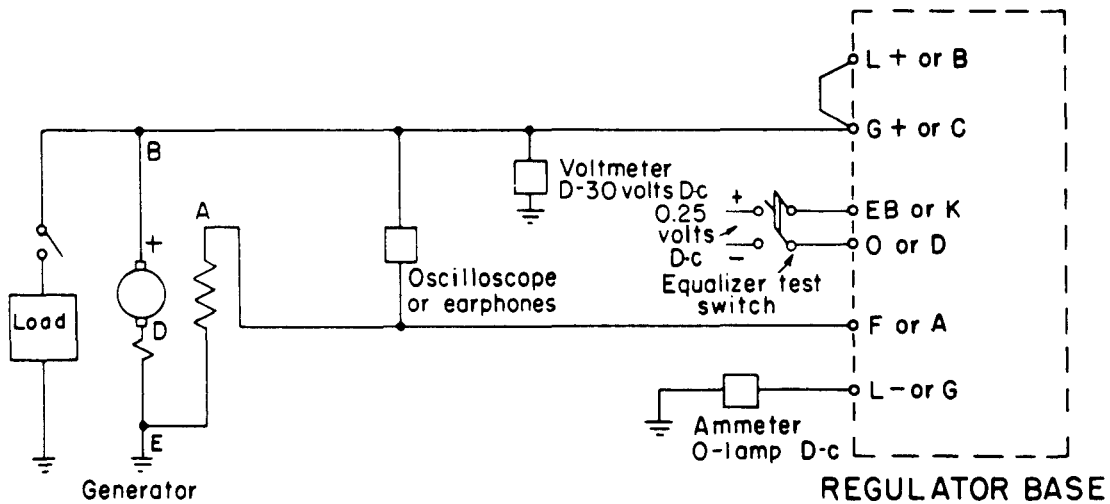 L + or B
G + or C
B
Voltmeter
D-30 volts D-c
+
0.25
volts
D-c
-
EB or K
O or D
A
+
Oscilloscope
or earphones
Equalizer test
switch
Load
D
F or A
L - or G
E
Ammeter
O-lamp D-c
Generator
REGULATOR BASE